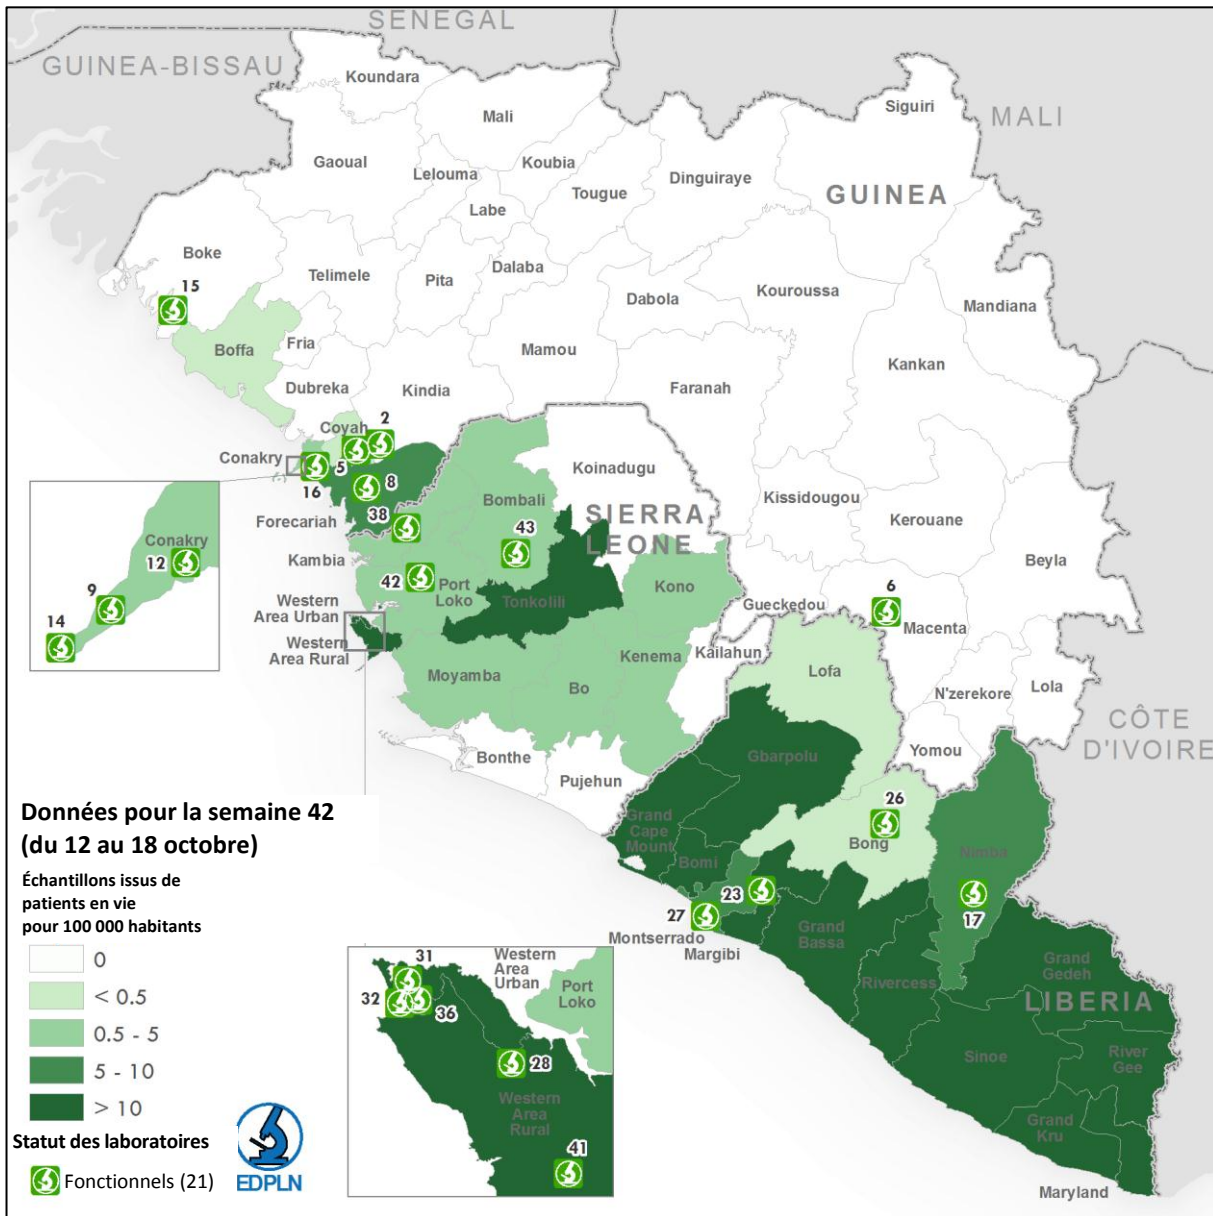 SENEGAL
GUINEA-BISSAU
Koundara
Mali
Siguiri
MALI
Gaoual
Koubia
Lelouma
Tougue
Dinguiraye
GUINEA
Labe
Boke
Telimele
Pita
Dalaba
Dabola
Kouroussa
Mandiana
15
Boffa
Fria
Mamou
Kankan
Dubreka
Kindia
Faranah
2
Coyah
Conakry
5
16
8
Koinadugu
Kissidougou
Kerouane
Forecariah
38
Bombali
43
SIERRA
LEONE
Beyla
Conakry
12
9
14
Kambia
42
Port
Loko
Tonkolili
Kono
Western
Area Urban
Western
Area Rural
Gueckedou
6
Macenta
Kailahun
Kenema
Moyamba
Bo
Lofa
N'zerekore
Lola
CÔTE
D'IVOIRE
Yomou
Bonthe
Pujehun
Gbarpolu
26
Bong
Nimba
17
Grand
Cape
Mount
Bomi
23
27
Montserrado
Margibi
Grand
Bassa
Rivercess
Grand
Gedeh
LIBERIA
Sinoe
River
Gee
Grand
Kru
Maryland
Données pour la semaine 42
(du 12 au 18 octobre)
Échantillons issus de
patients en vie
pour 100 000 habitants
0
< 0.5
0.5 - 5
5 - 10
> 10
Statut des laboratoires
Fonctionnels (21)
EDPLN
31
Western
Area
Urban
Port
Loko
32
36
28
Western
Area
Rural
41